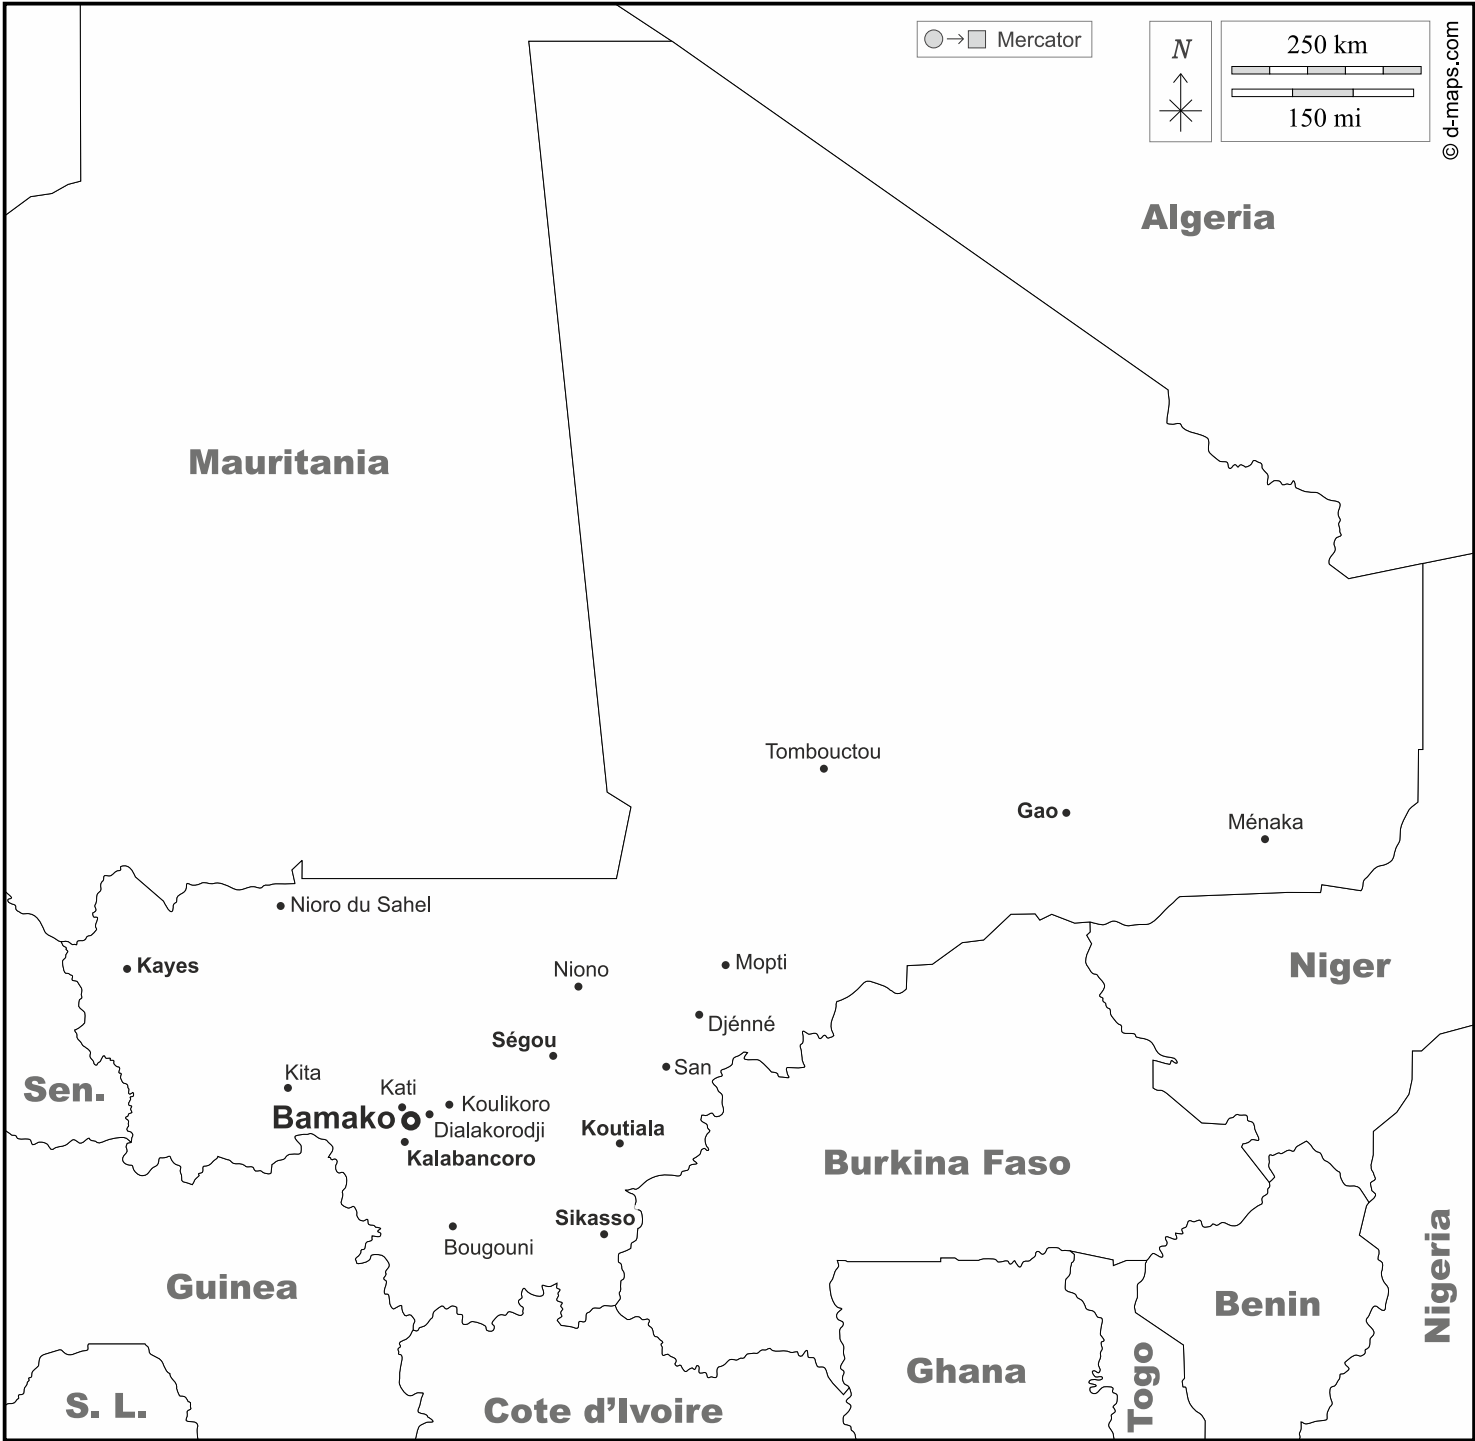 Mercator
N
250 km
150 mi
© d-maps.com
Algeria
Mauritania
Tombouctou
Gao
Ménaka
Nioro du Sahel
Kayes
Niono
Mopti
Niger
Djénné
Ségou
San
Sen.
Kita
Kati
Koulikoro
Bamako
Dialakorodji
Koutiala
Kalabancoro
Burkina Faso
Sikasso
Bougouni
Guinea
Nigeria
Benin
Ghana
Togo
S. L.
Cote d'Ivoire